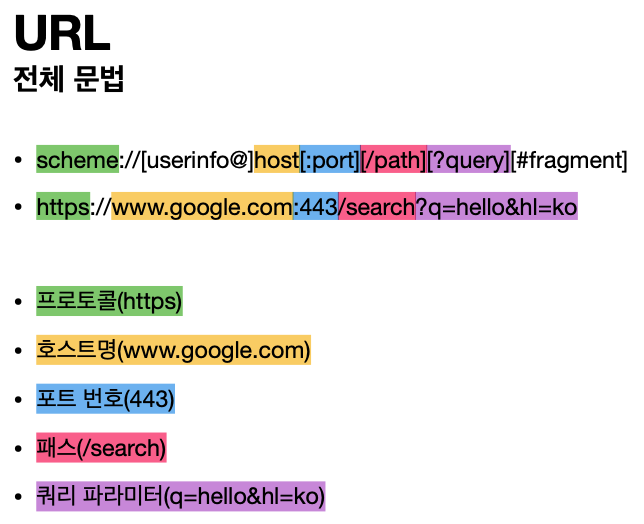 URL
전체 문법
• scheme://[userinfo@]host[:port][/path][?query][#fragment]
• https://www.google.com:443/search?q=hello&hl=ko
• 프로토콜(https)
• 호스트명(www.google.com)
• 포트 번호(443)
• 패스(/search)
• 쿼리 파라미터(q=hello&hl=ko)